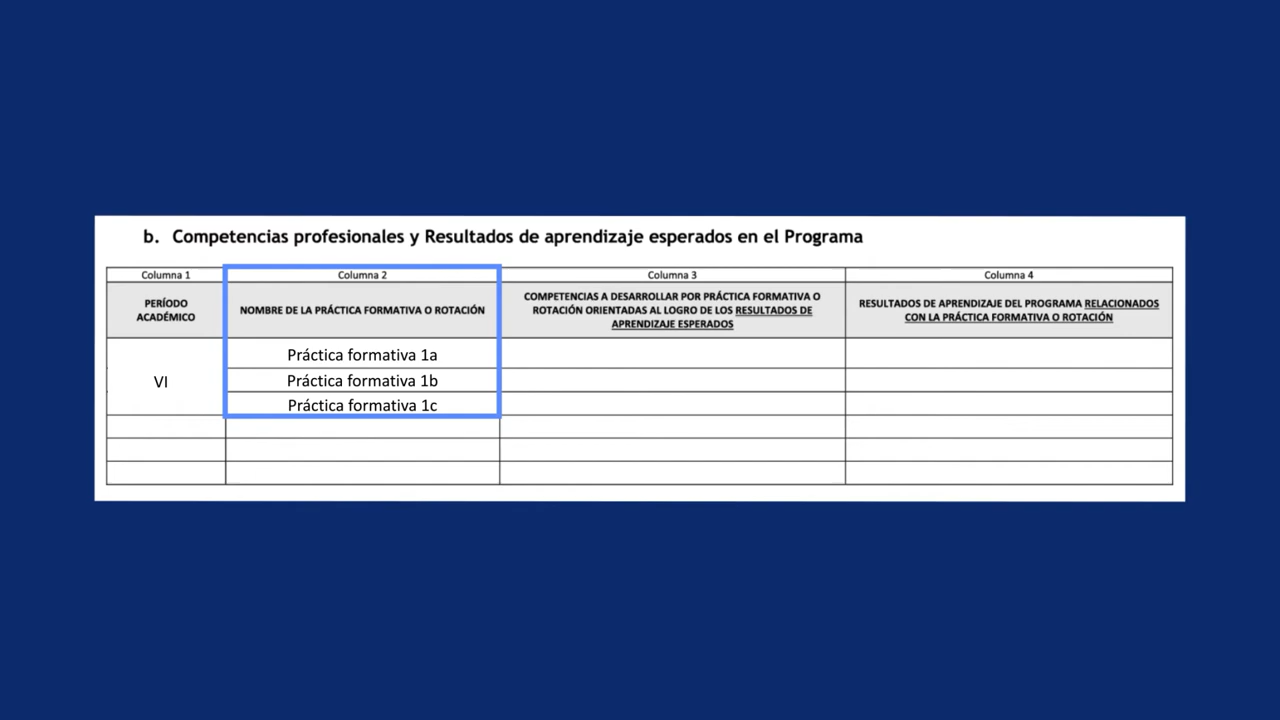 b. Competencias profesionales y Resultados de aprendizaje esperados en el Programa
Columna 1
Columna 2
Columna 3
Columna 4
PERÍODO
ACADÉMICO
NOMBRE DE LA PRÁCTICA FORMATIVA O ROTACIÓN
COMPETENCIAS A DESARROLLAR POR PRÁCTICA FORMATIVA O
ROTACIÓN ORIENTADAS AL LOGRO DE LOS RESULTADOS DE
APRENDIZAJE ESPERADOS
RESULTADOS DE APRENDIZAJE DEL PROGRAMA RELACIONADOS
CON LA PRÁCTICA FORMATIVA O ROTACIÓN
VI
Práctica formativa 1a
Práctica formativa 1b
Práctica formativa 1c